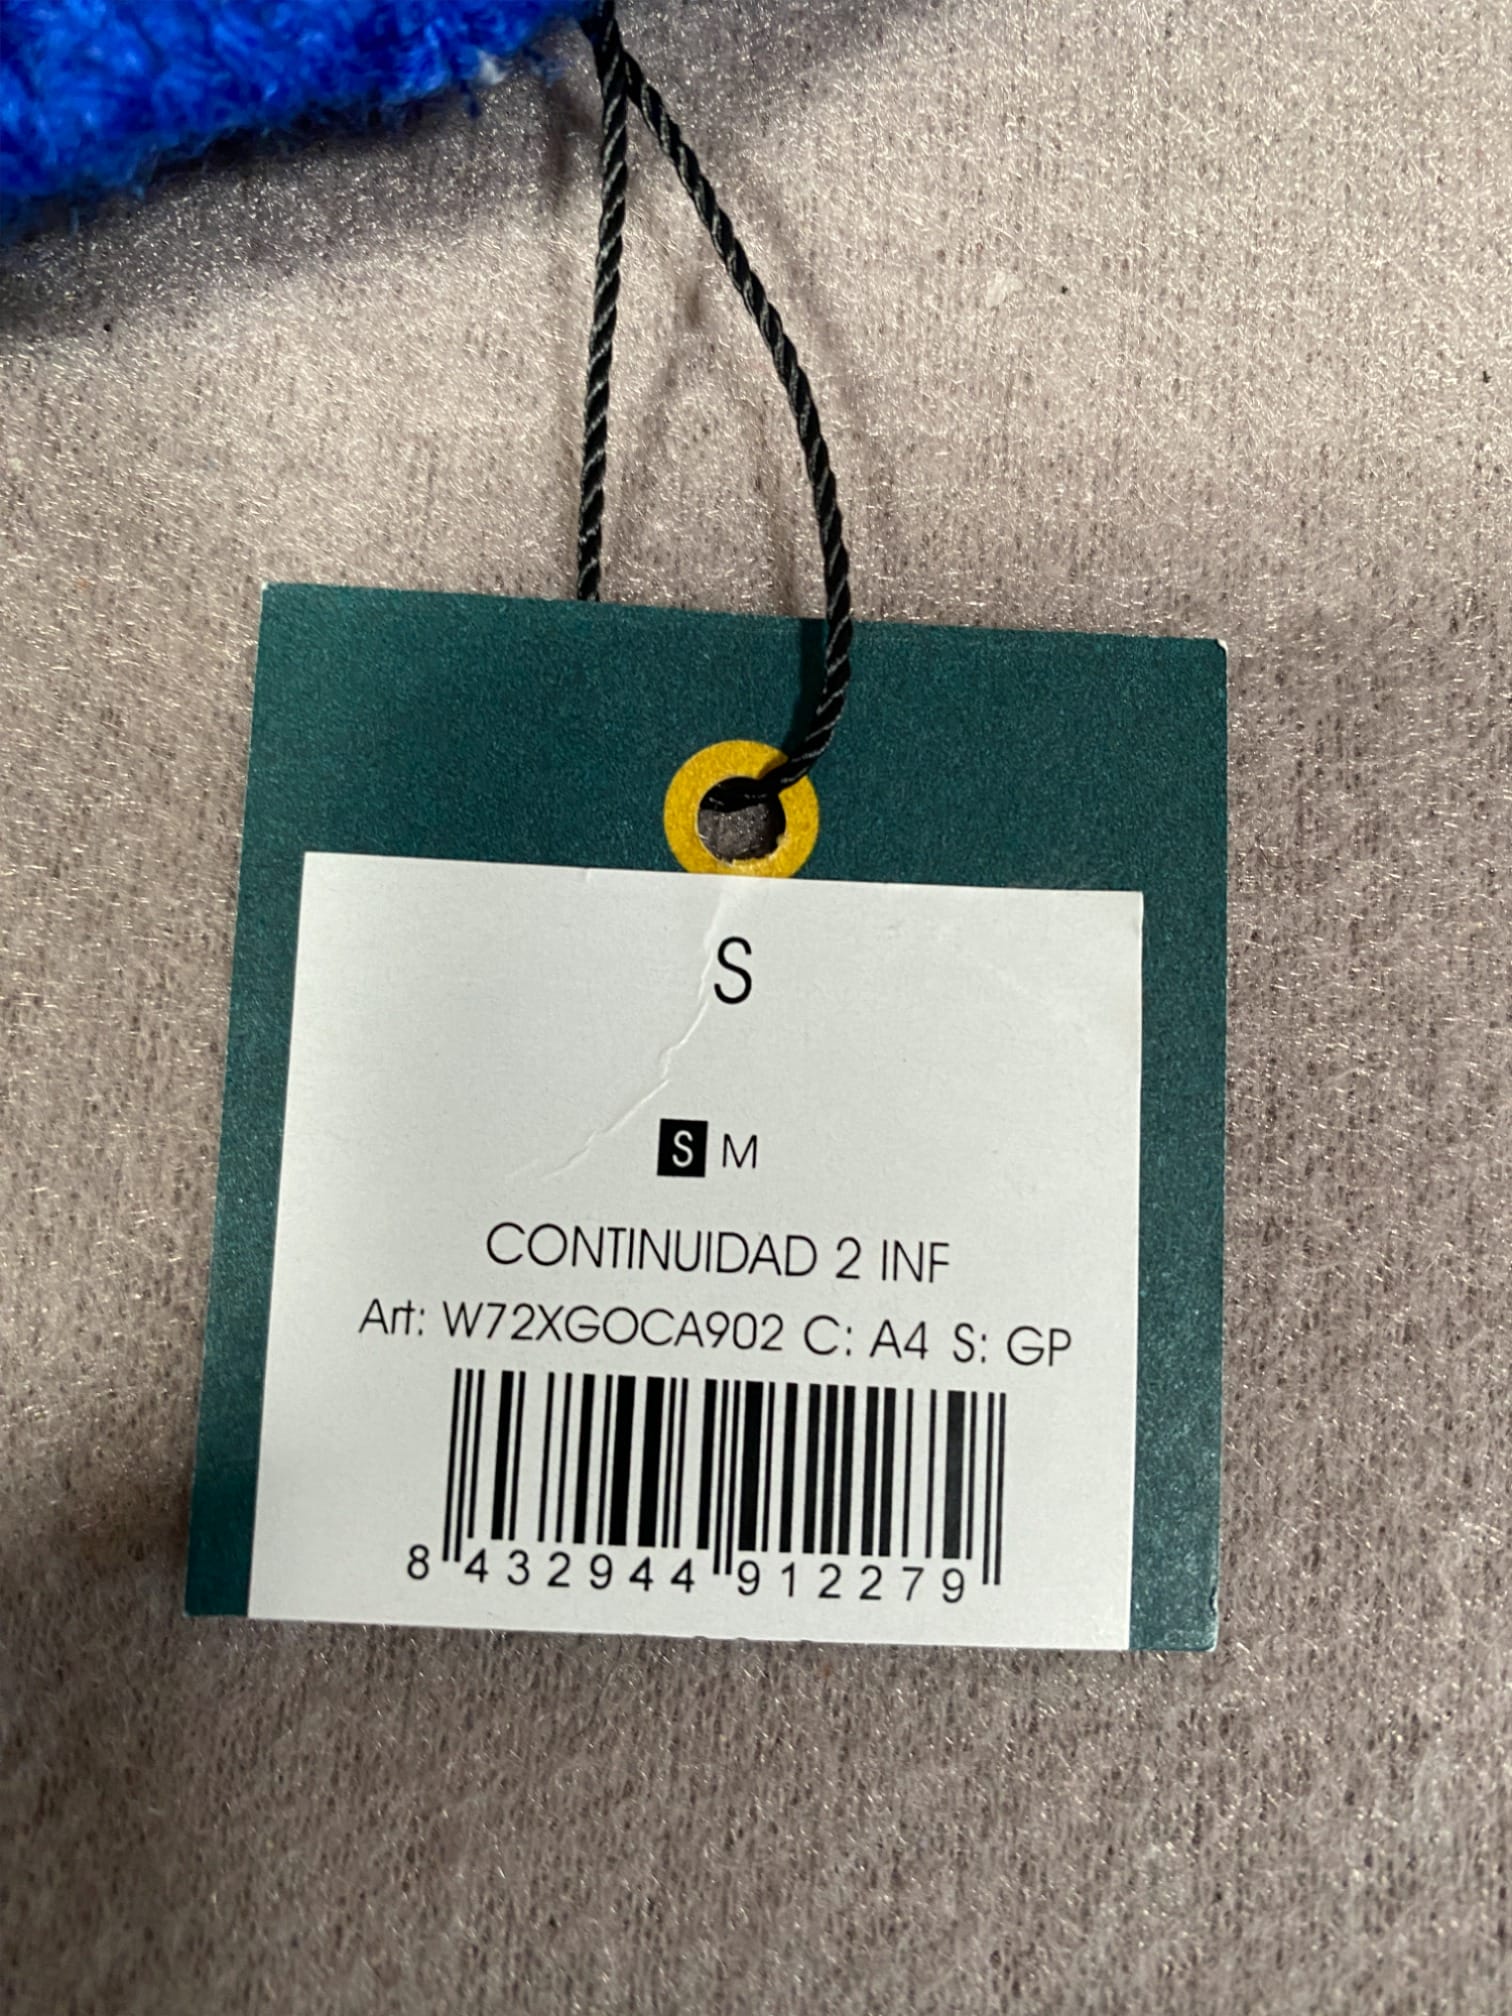 S
S M
CONTINUIDAD 2 INF
Art: W72XGOCA902 C: A4 S: GP
8 432944 912279